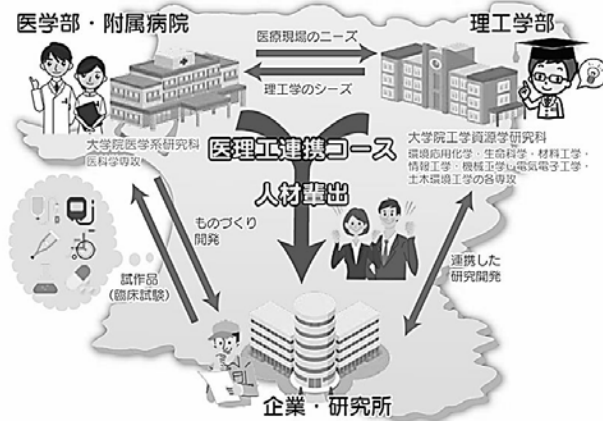 医学部・附属病院
理工学部
医療現場のニーズ
理工学のシーズ
大学院医学系研究科
医科学専攻
大学院工学資源学研究科
環境応用化学・生命科学・材料工学・
情報工学・機械工学・電気電子工学・
土木環境工学の各専攻
医理工連携コース
人材輩出
ものづくり
開発
試作品
(臨床試験)
連携した
研究開発
企業・研究所